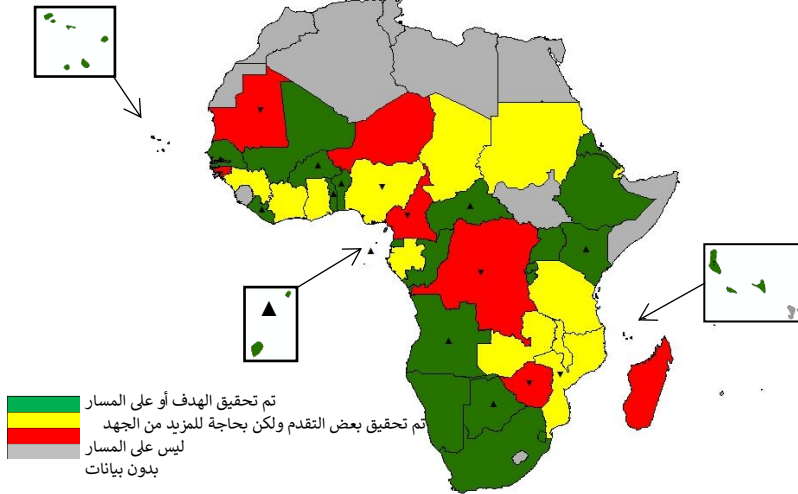 تم تحقيق الهدف أو على المسار
تم تحقيق بعض التقدم ولكن بحاجة للمزيد من الجهد
ليس على المسار
بدون بيانات